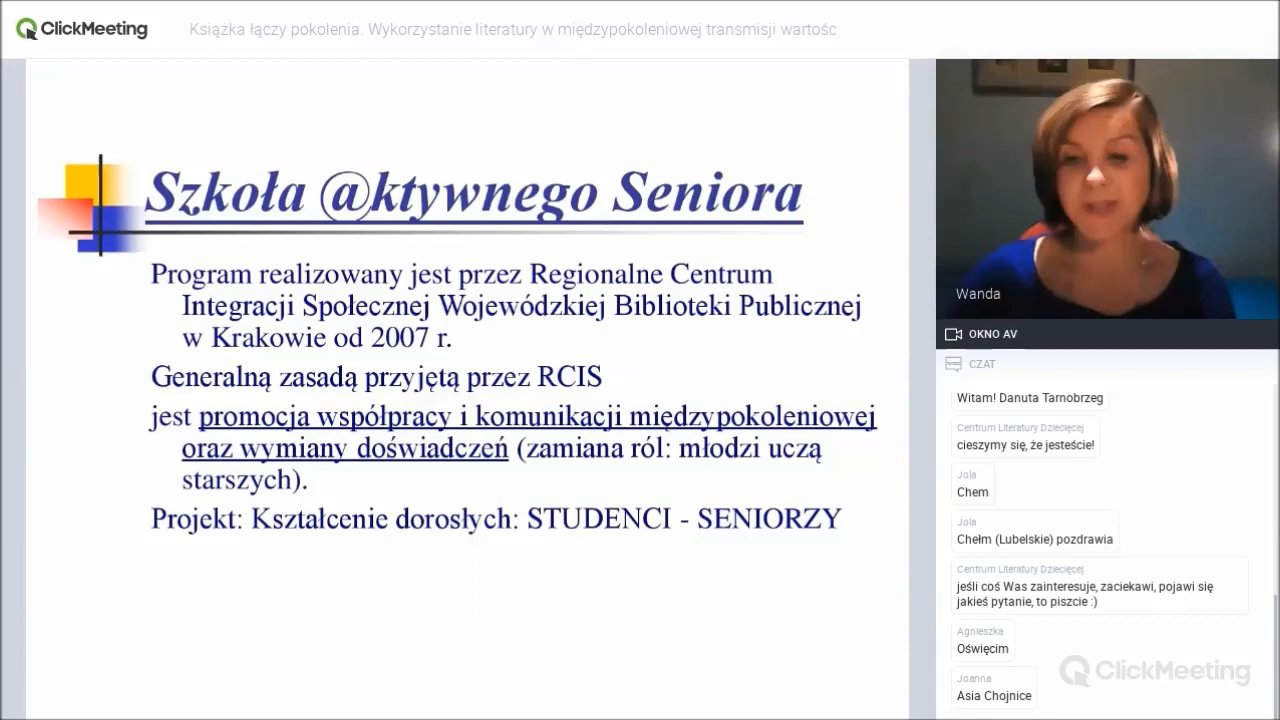 ClickMeeting
Książka łączy pokolenia. Wykorzystanie literatury w międzypokoleniowej transmisji wartośc
Szkoła @ktywnego Seniora
Program realizowany jest przez Regionalne Centrum
Integracji Społecznej Wojewódzkiej Biblioteki Publicznej
w Krakowie od 2007 r.
Generalną zasadą przyjętą przez RCIS
jest promocja współpracy i komunikacji międzypokoleniowej
oraz wymiany doświadczeń (zamiana ról: młodzi uczą
starszych).
Projekt: Kształcenie dorosłych: STUDENCI - SENIORZY
Wanda
OKNO AV
CZAT
Witam! Danuta Tarnobrzeg
Centrum Literatury Dziecięcej
cieszymy się, że jesteście!
Jola
Chem
Jola
Chełm (Lubelskie) pozdrawia
Centrum Literatury Dziecięcej
jeśli coś Was zainteresuje, zaciekawi, pojawi się
jakieś pytanie, to piszcie :)
Agnieszka
Oświęcim
Joanna
Asia Chojnice
ClickMeeting